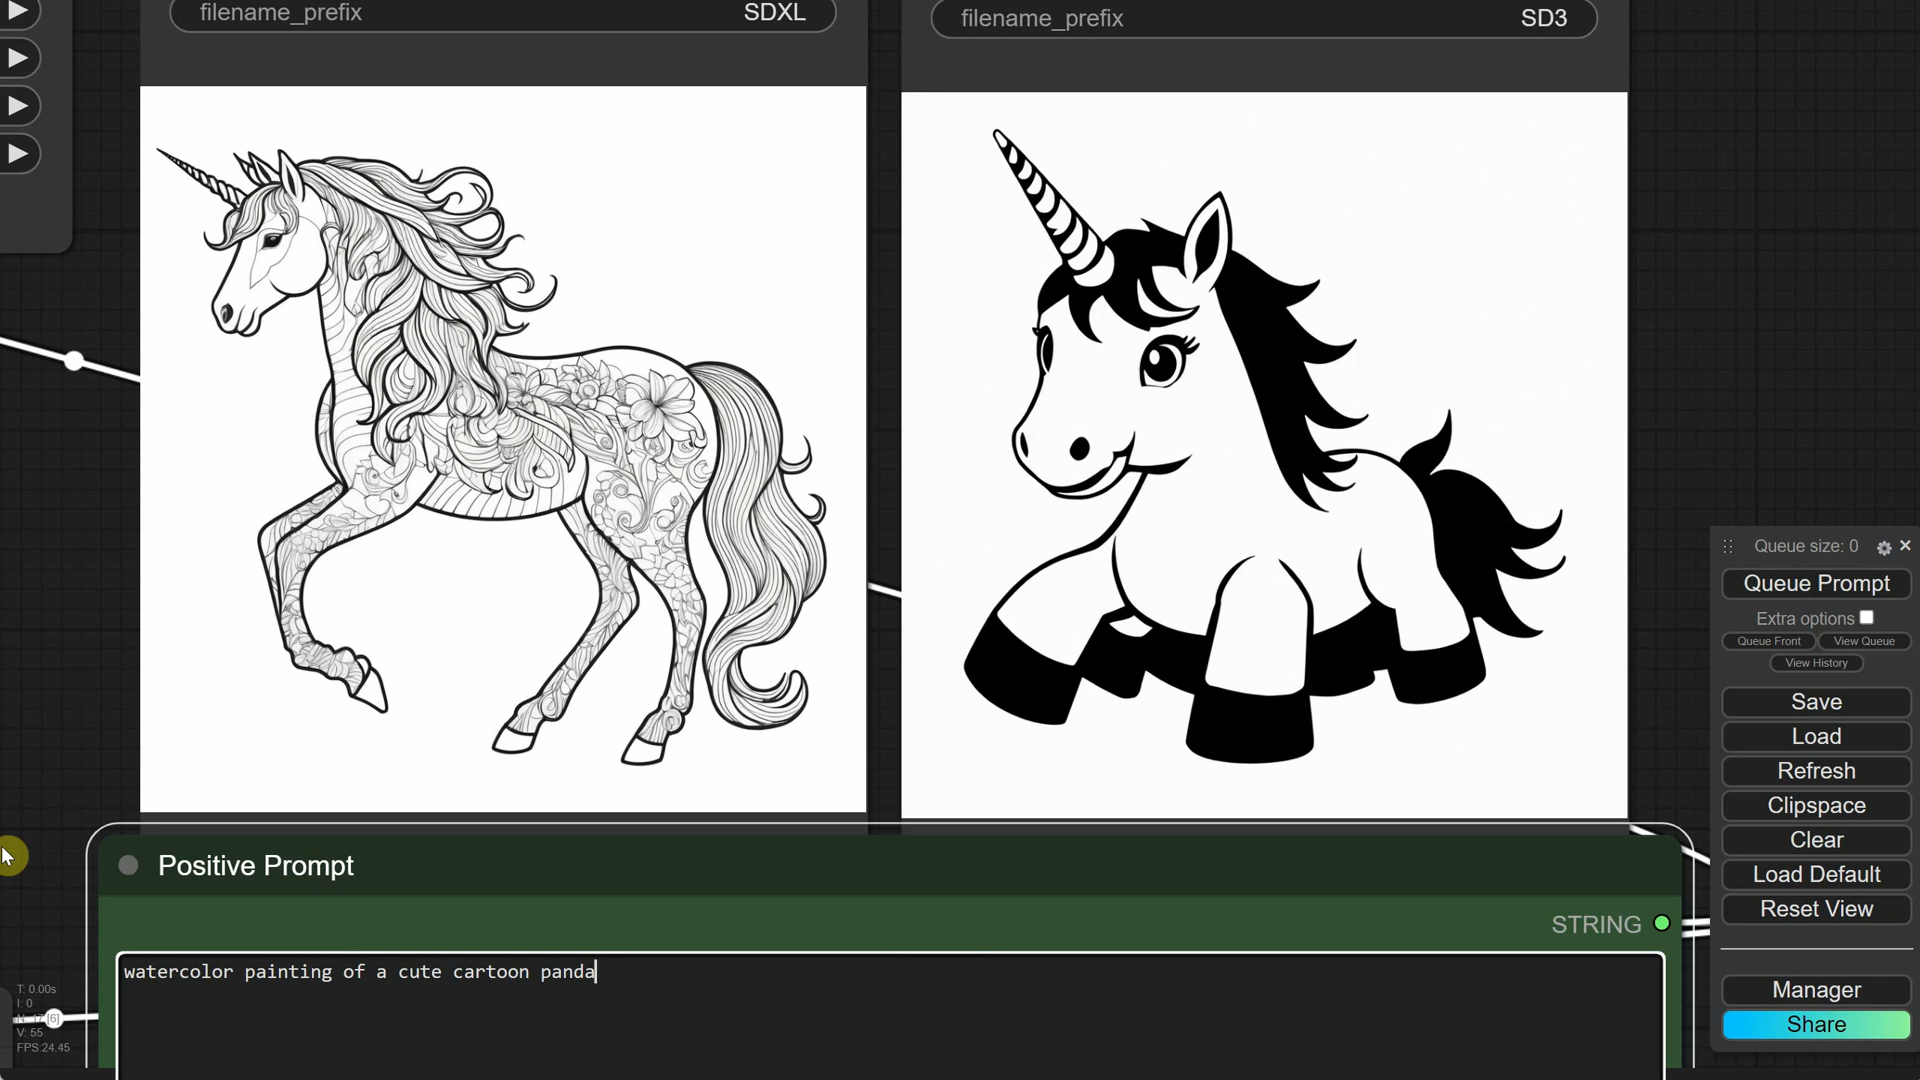 filename_prefix SDXL
filename_prefix SD3
Queue size: 0
Queue Prompt
Extra options
Queue Front View Queue
View History
Save
Load
Refresh
Clipspace
Clear
Load Default
Reset View
Manager
Share
Positive Prompt
STRING
watercolor painting of a cute cartoon panda
T: 0.00s
I: 0
N: 17 [6]
V: 55
FPS:24.45